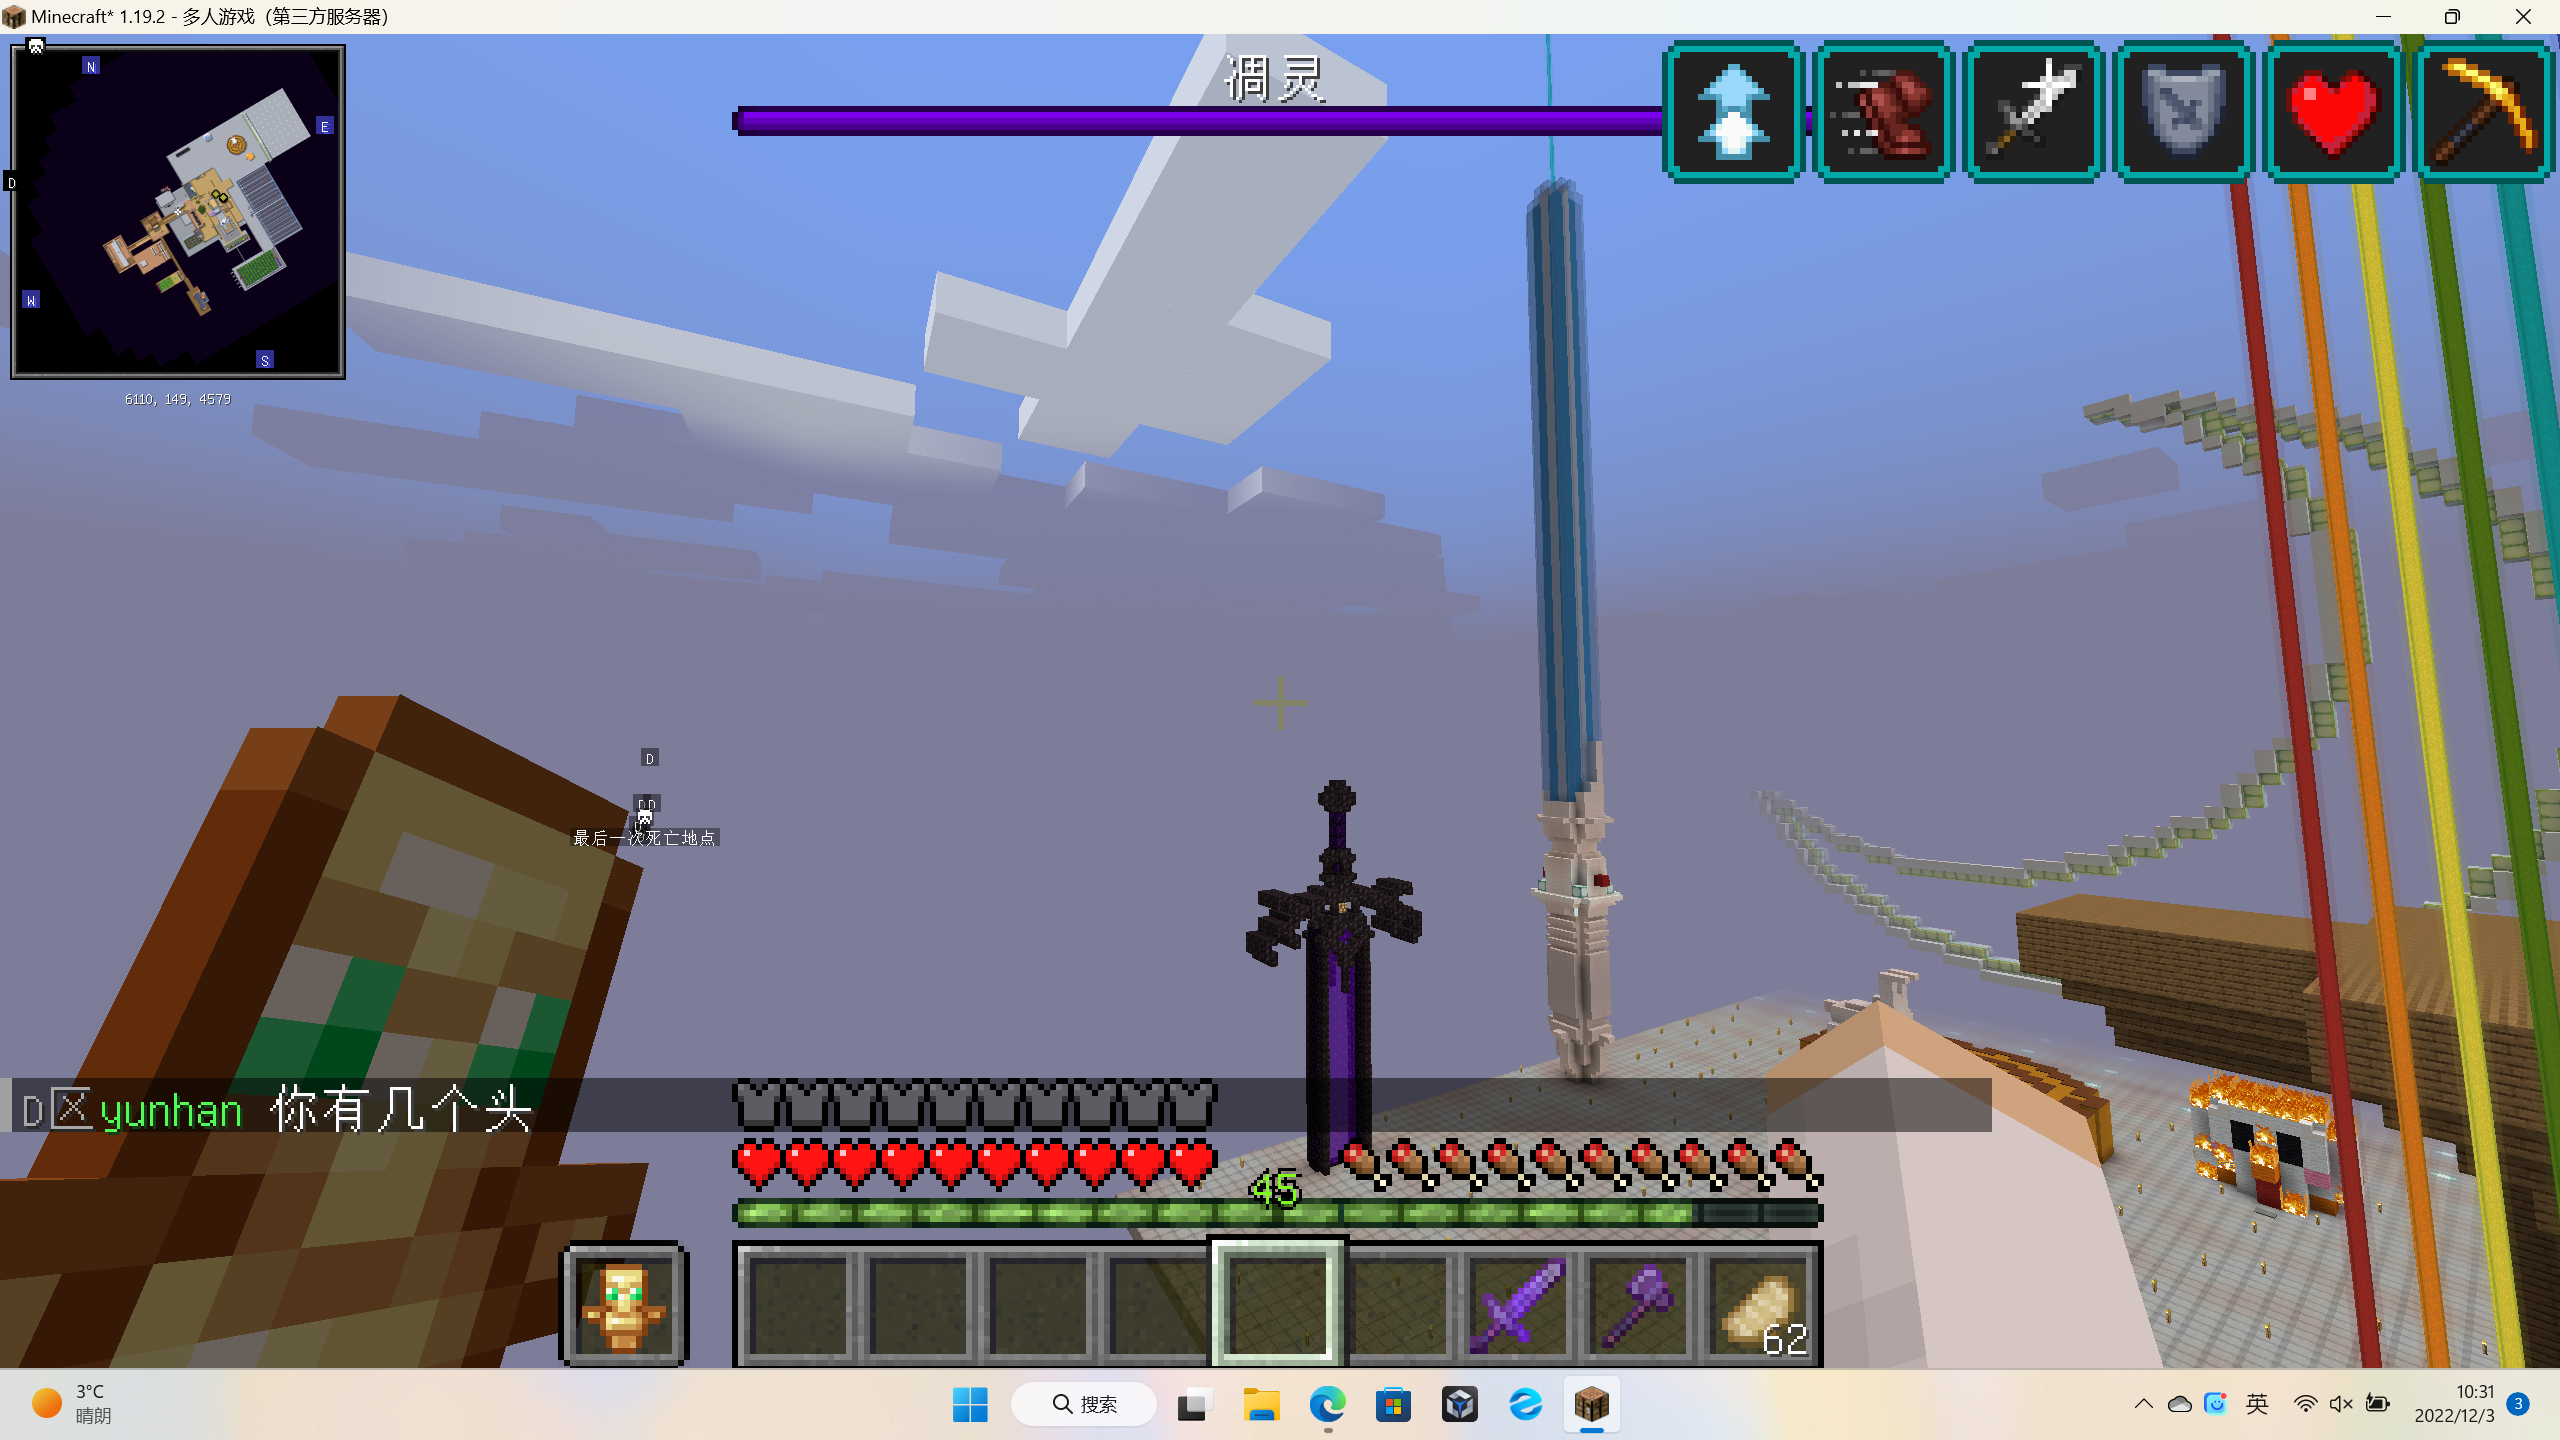 Minecraft* 1.19.2 - 多人游戏（第三方服务器）
N
E
D
W
S
6110, 149, 4579
凋灵
D
D D
最后一次死亡地点
yunhan 你有几个头
45
62
3°C
晴朗
搜索
英
10:31
2022/12/3
3